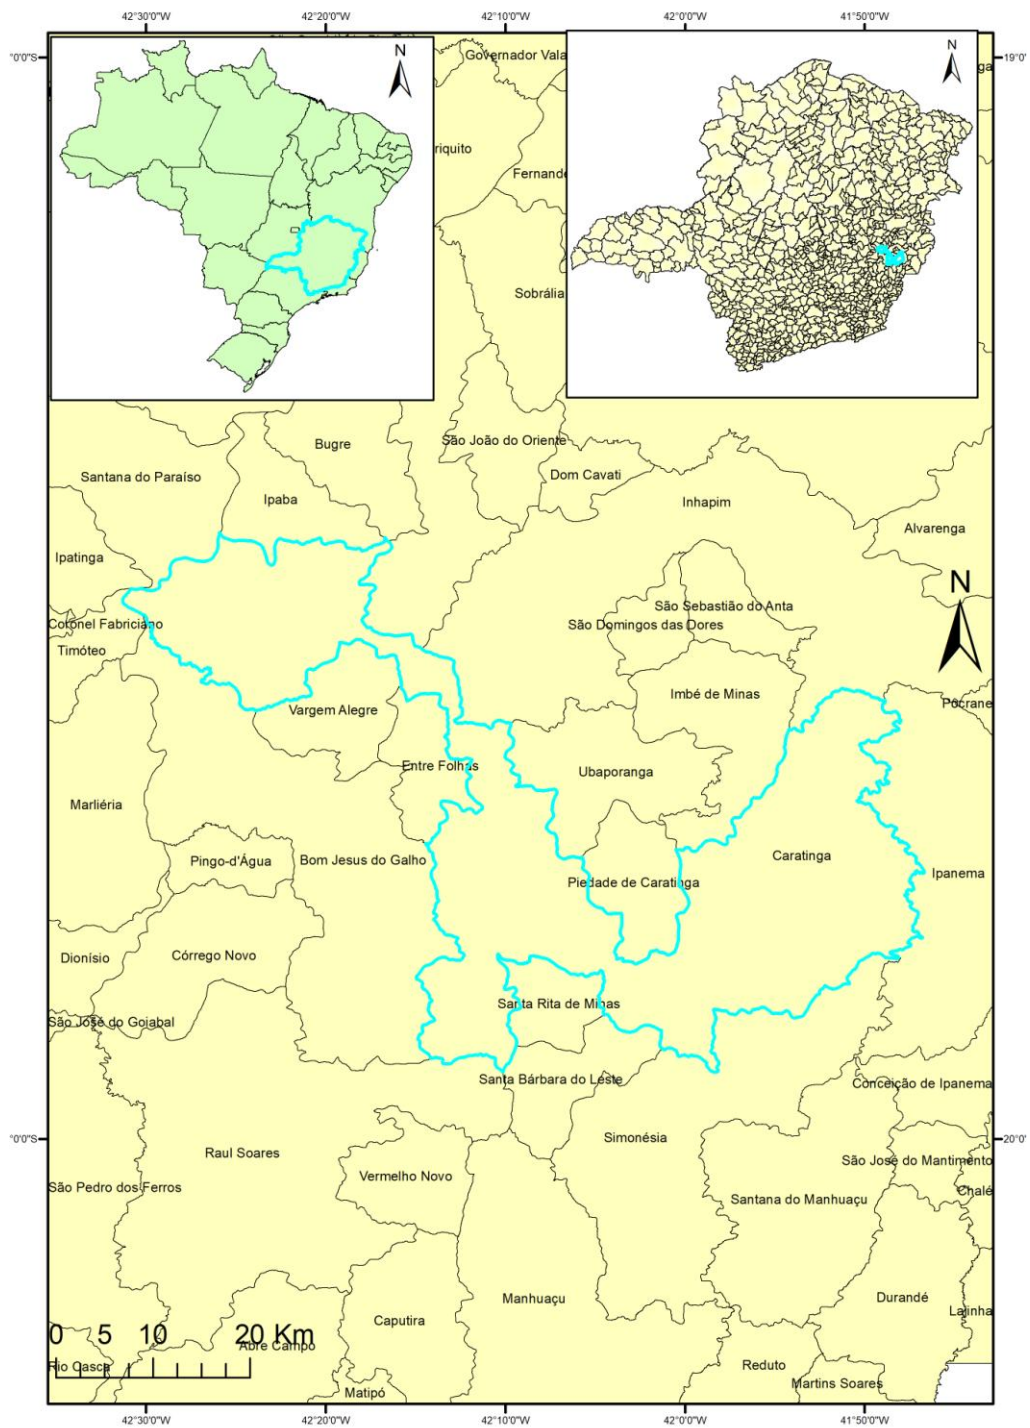 42°30'0"W 42°20'0"W 42°10'0"W 42°0'0"W 41°50'0"W
°0'0"S
19°0'
N
N
Governador Vala
ga
riquito
Fernande
Sobrália
Bugre
São João do Oriente
Santana do Paraíso
Dom Cavati
Ipaba
Inhapim
Alvarenga
Ipatinga
N
São Sebastião do Anta
Coronel Fabriciano
São Domingos das Dores
Timóteo
Imbé de Minas
Pocrane
Vargem Alegre
Entre Folhas
Ubaporanga
Marliéria
Caratinga
Pingo-d'Água
Bom Jesus do Galho
Ipanema
Piedade de Caratinga
Córrego Novo
Dionísio
Santa Rita de Minas
São José do Goiabal
Santa Bárbara do Leste
Conceição de Ipanema
Simonésia
°0'0"S
20°0'
Raul Soares
São José do Mantimento
Vermelho Novo
São Pedro dos Ferros
Chalé
Santana do Manhuaçu
Manhuaçu
Durandé
Caputira
Lajinha
0 5 10 20 Km
Abre Campo
Rio Casca
Reduto
Martins Soares
Matipó
42°30'0"W 42°20'0"W 42°10'0"W 42°0'0"W 41°50'0"W